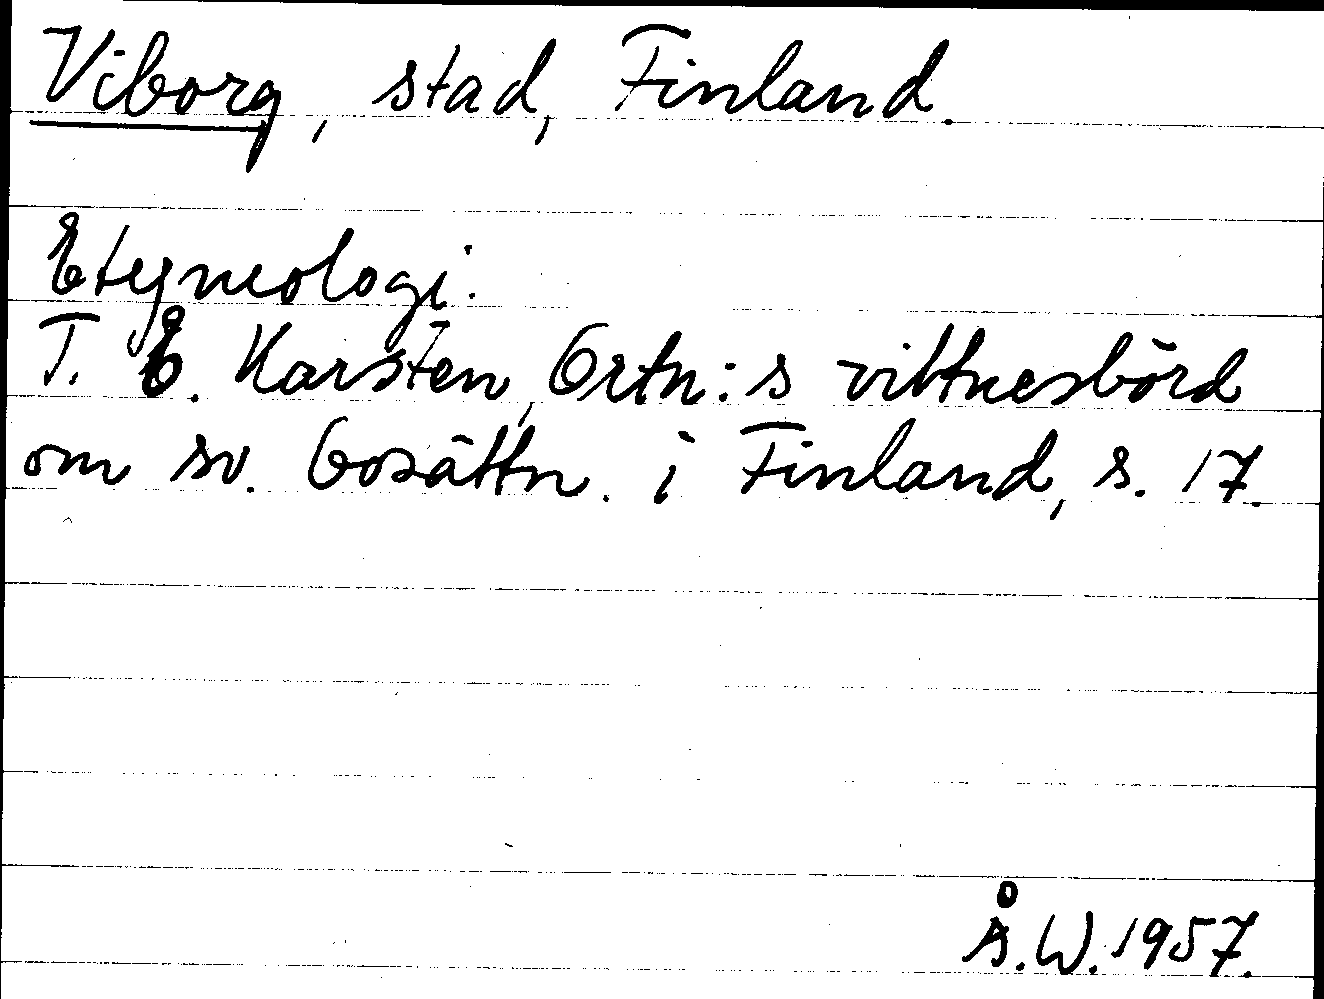 Viborg, stad, Finland.
Etymologi.
T. E. Karsten, Ortn:s vittnesbörd
om sv. bosättn. i Finland, s. 17.
Å.W. 1957.